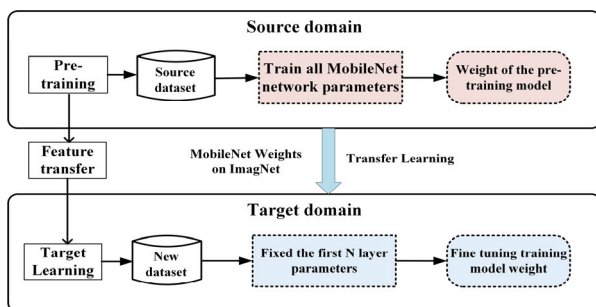 Source domain
Pre-
training
Source
dataset
Train all MobileNet
network parameters
Weight of the pre-
training model
Feature
transfer
MobileNet Weights
on ImagNet
Transfer Learning
Target domain
Target
Learning
New
dataset
Fixed the first N layer
parameters
Fine tuning training
model weight